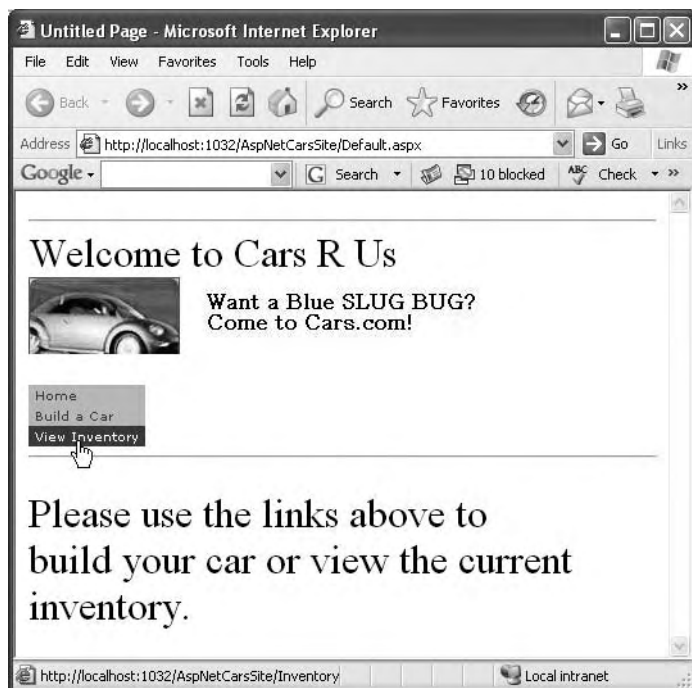 Untitled Page - Microsoft Internet Explorer
File Edit View Favorites Tools Help
Back Search Favorites »
Address http://localhost:1032/AspNetCarsSite/Default.aspx Go Links
Google G Search 10 blocked ABC Check »
Welcome to Cars R Us
Want a Blue SLUG BUG?
Come to Cars.com!
Home
Build a Car
View Inventory
Please use the links above to
build your car or view the current
inventory.
http://localhost:1032/AspNetCarsSite/Inventory Local intranet